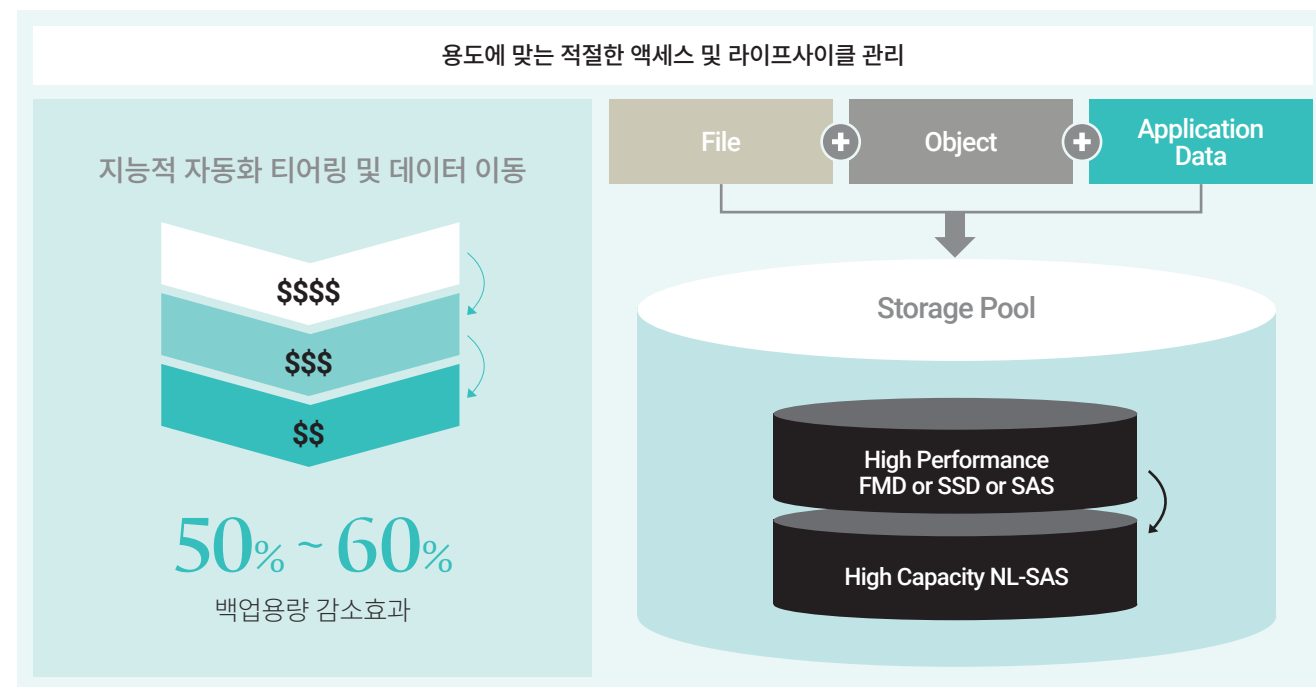 용도에 맞는 적절한 액세스 및 라이프사이클 관리
지능적 자동화 티어링 및 데이터 이동
$$$$
$$$
$$
50% ~ 60%
백업용량 감소효과
File
Object
Application
Data
Storage Pool
High Performance
FMD or SSD or SAS
High Capacity NL-SAS